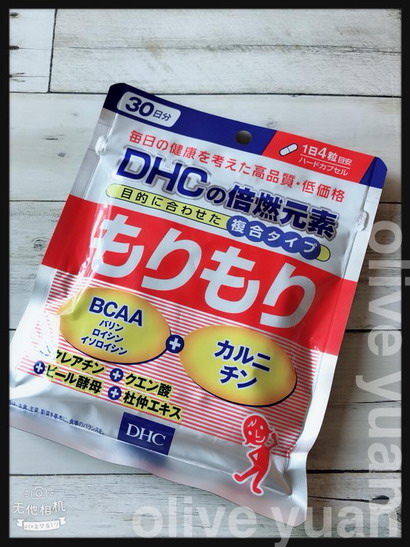 30日分
1日4粒目安
ハードカプセル
毎日の健康を考えた高品質・低価格
DHCの倍燃元素
目的に合わせた 複合タイプ
もりもり
BCAA
バリン
ロイシン
イソロイシン
+
カルニ
チン
クレアチン + クエン酸
+ビール酵母 + 杜仲エキス
DHC
无他相机
olive yuan
olive yuan